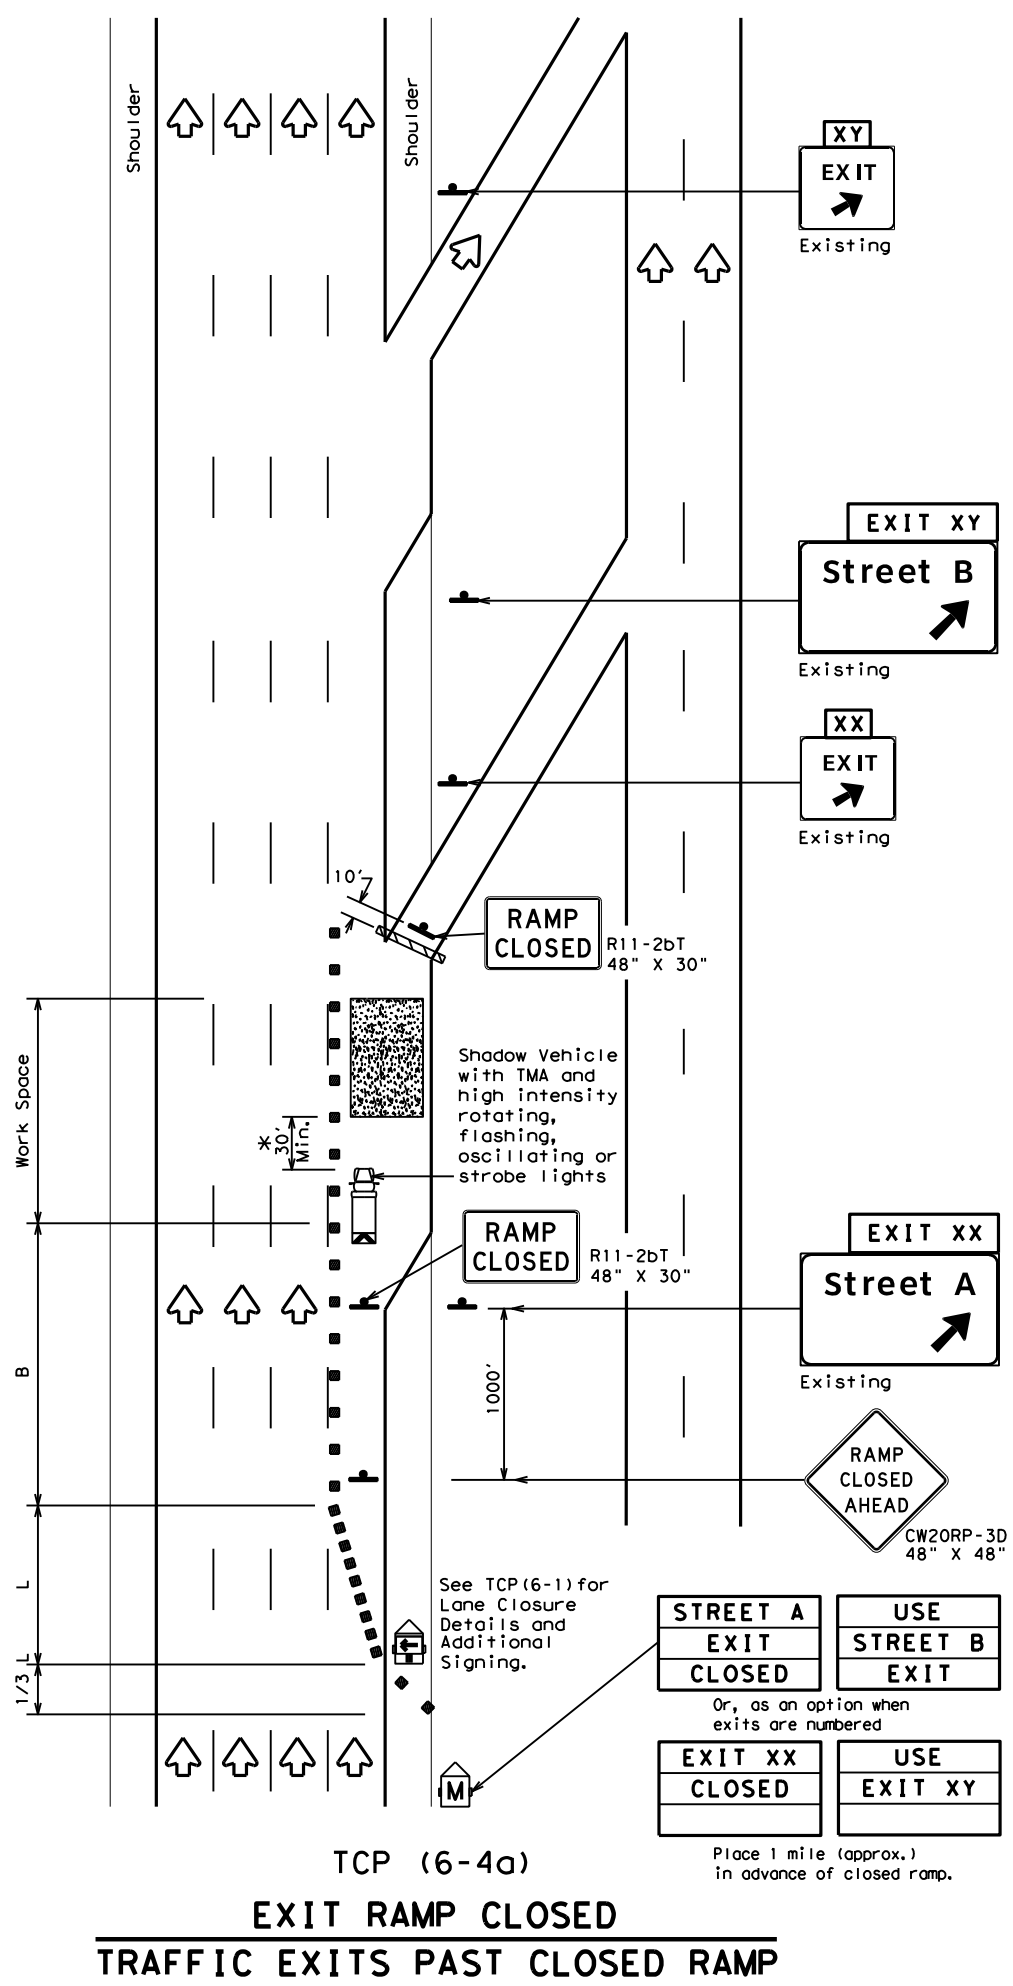 Shoulder
Shoulder
XY
EXIT
Existing
EXIT XY
Street B
Existing
XX
EXIT
Existing
10'
RAMP
CLOSED
R11-2bT
48" X 30"
Work Space
Shadow Vehicle
with TMA and
high intensity
rotating,
flashing,
oscillating or
strobe lights
*
30'
Min.
RAMP
CLOSED
R11-2bT
48" X 30"
EXIT XX
Street A
Existing
B
1000'
RAMP
CLOSED
AHEAD
CW20RP-3D
48" X 48"
L
1/3 L
See TCP(6-1)for
Lane Closure
Details and
Additional
Signing.
STREET A
EXIT
CLOSED
USE
STREET B
EXIT
Or, as an option when
exits are numbered
EXIT XX
CLOSED
USE
EXIT XY
M
Place 1 mile (approx.)
in advance of closed ramp.
TCP (6-4a)
EXIT RAMP CLOSED
TRAFFIC EXITS PAST CLOSED RAMP